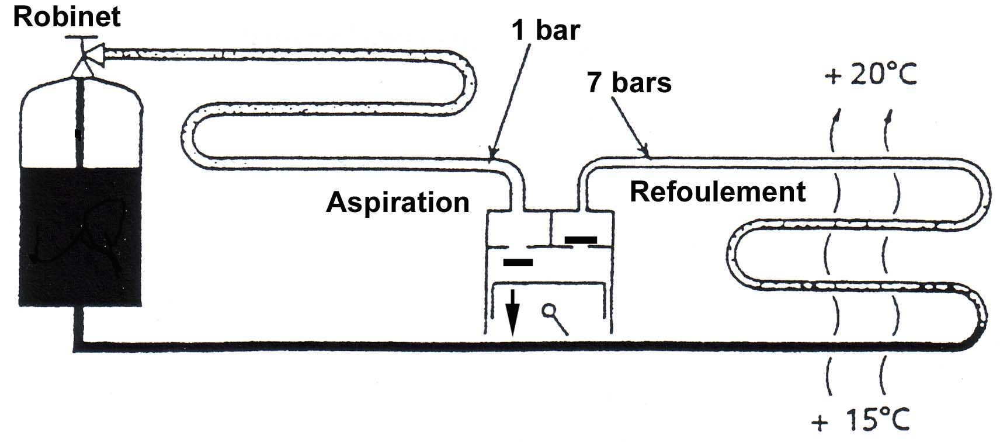 Robinet
1 bar
7 bars
+ 20°C
Aspiration
Refoulement
+ 15°C